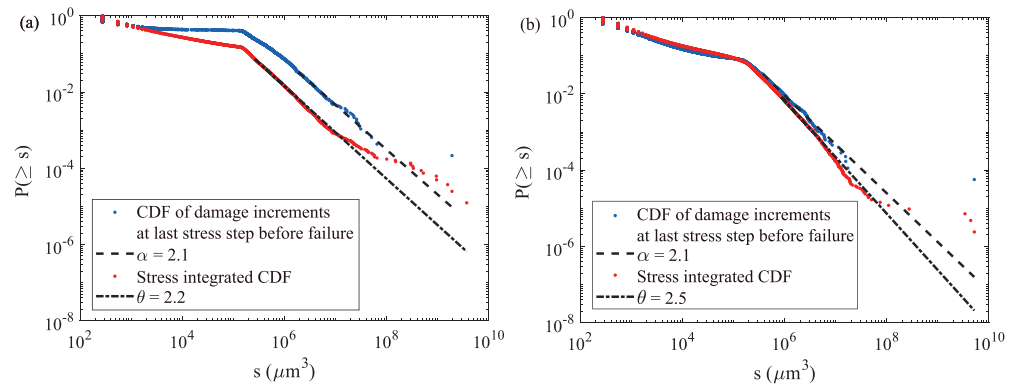 (a)
10^0
10^-2
10^-4
10^-6
10^-8
P(≥ s)
CDF of damage increments
at last stress step before failure
α = 2.1
Stress integrated CDF
θ = 2.2
10^2
10^4
10^6
10^8
10^10
s (μm^3)
(b)
10^0
10^-2
10^-4
10^-6
10^-8
P(≥ s)
CDF of damage increments
at last stress step before failure
α = 2.1
Stress integrated CDF
θ = 2.5
10^2
10^4
10^6
10^8
10^10
s (μm^3)